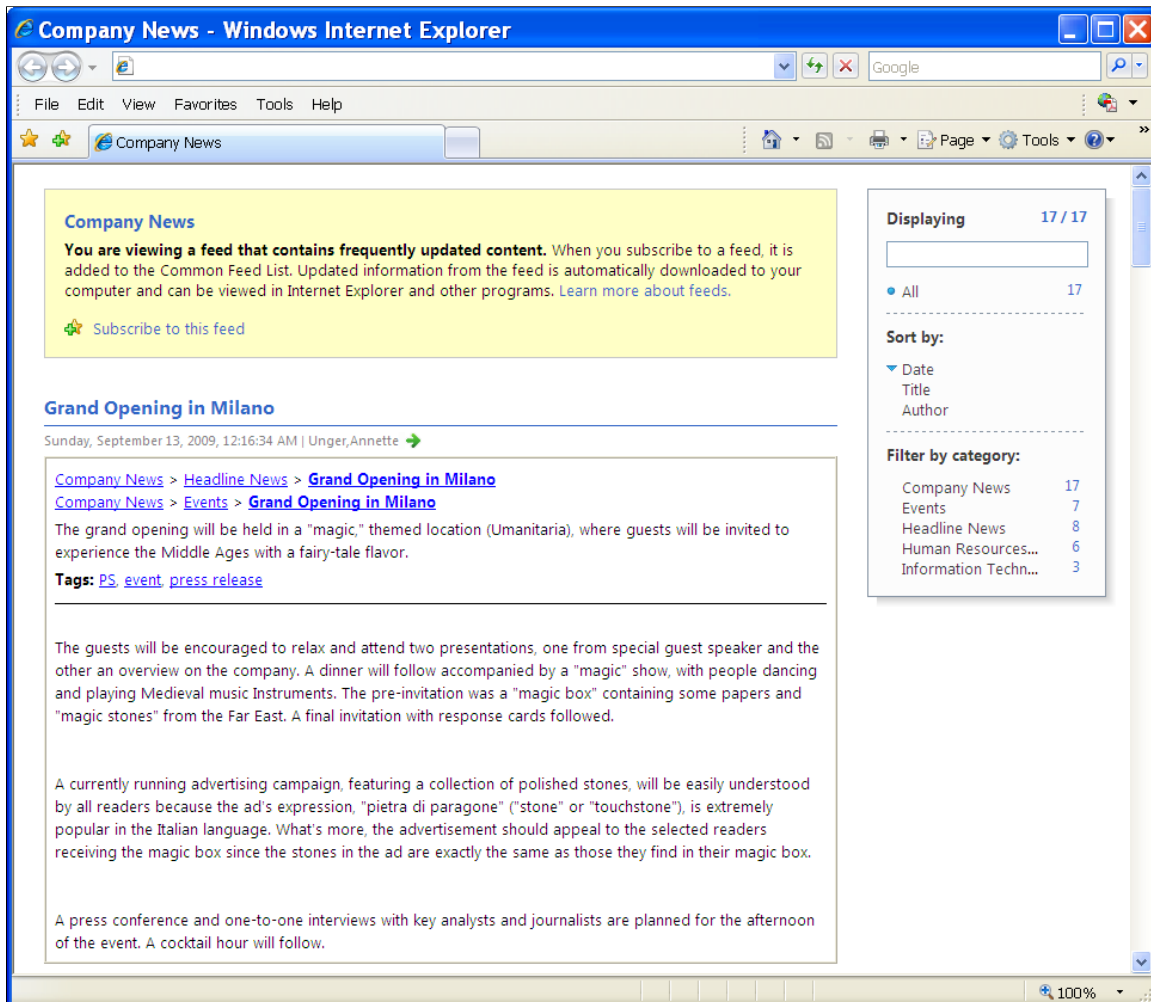 Company News - Windows Internet Explorer
Google
File Edit View Favorites Tools Help
Company News
Page Tools »
Company News
You are viewing a feed that contains frequently updated content. When you subscribe to a feed, it is
added to the Common Feed List. Updated information from the feed is automatically downloaded to your
computer and can be viewed in Internet Explorer and other programs. Learn more about feeds.
Subscribe to this feed
Grand Opening in Milano
Sunday, September 13, 2009, 12:16:34 AM | Unger,Annette
Company News > Headline News > Grand Opening in Milano
Company News > Events > Grand Opening in Milano
The grand opening will be held in a "magic," themed location (Umanitaria), where guests will be invited to
experience the Middle Ages with a fairy-tale flavor.
Tags: PS, event, press release
The guests will be encouraged to relax and attend two presentations, one from special guest speaker and the
other an overview on the company. A dinner will follow accompanied by a "magic" show, with people dancing
and playing Medieval music Instruments. The pre-invitation was a "magic box" containing some papers and
"magic stones" from the Far East. A final invitation with response cards followed.
A currently running advertising campaign, featuring a collection of polished stones, will be easily understood
by all readers because the ad's expression, "pietra di paragone" ("stone" or "touchstone"), is extremely
popular in the Italian language. What's more, the advertisement should appeal to the selected readers
receiving the magic box since the stones in the ad are exactly the same as those they find in their magic box.
A press conference and one-to-one interviews with key analysts and journalists are planned for the afternoon
of the event. A cocktail hour will follow.
Displaying 17 / 17
All 17
Sort by:
Date
Title
Author
Filter by category:
Company News 17
Events 7
Headline News 8
Human Resources... 6
Information Techn... 3
100%